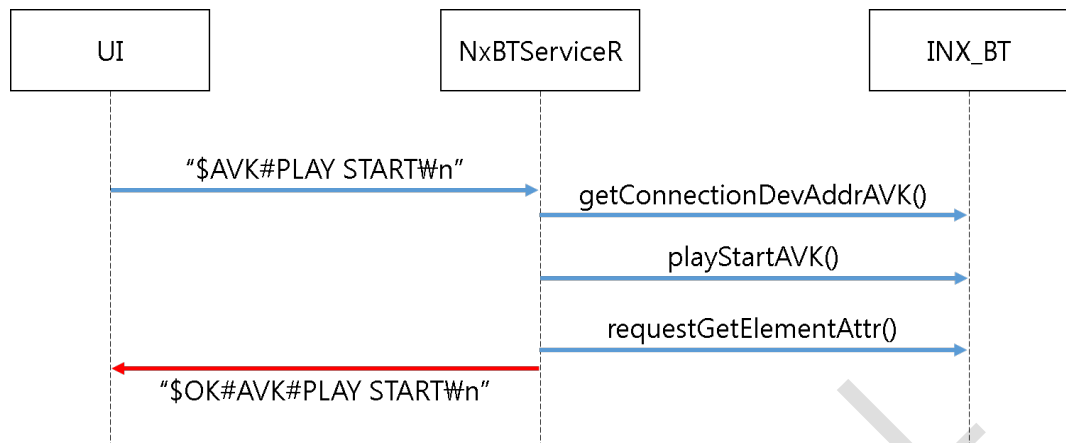 UI
NxBTServiceR
INX_BT
“$AVK#PLAY START₩n”
getConnectionDevAddrAVK()
playStartAVK()
requestGetElementAttr()
“$OK#AVK#PLAY START₩n”